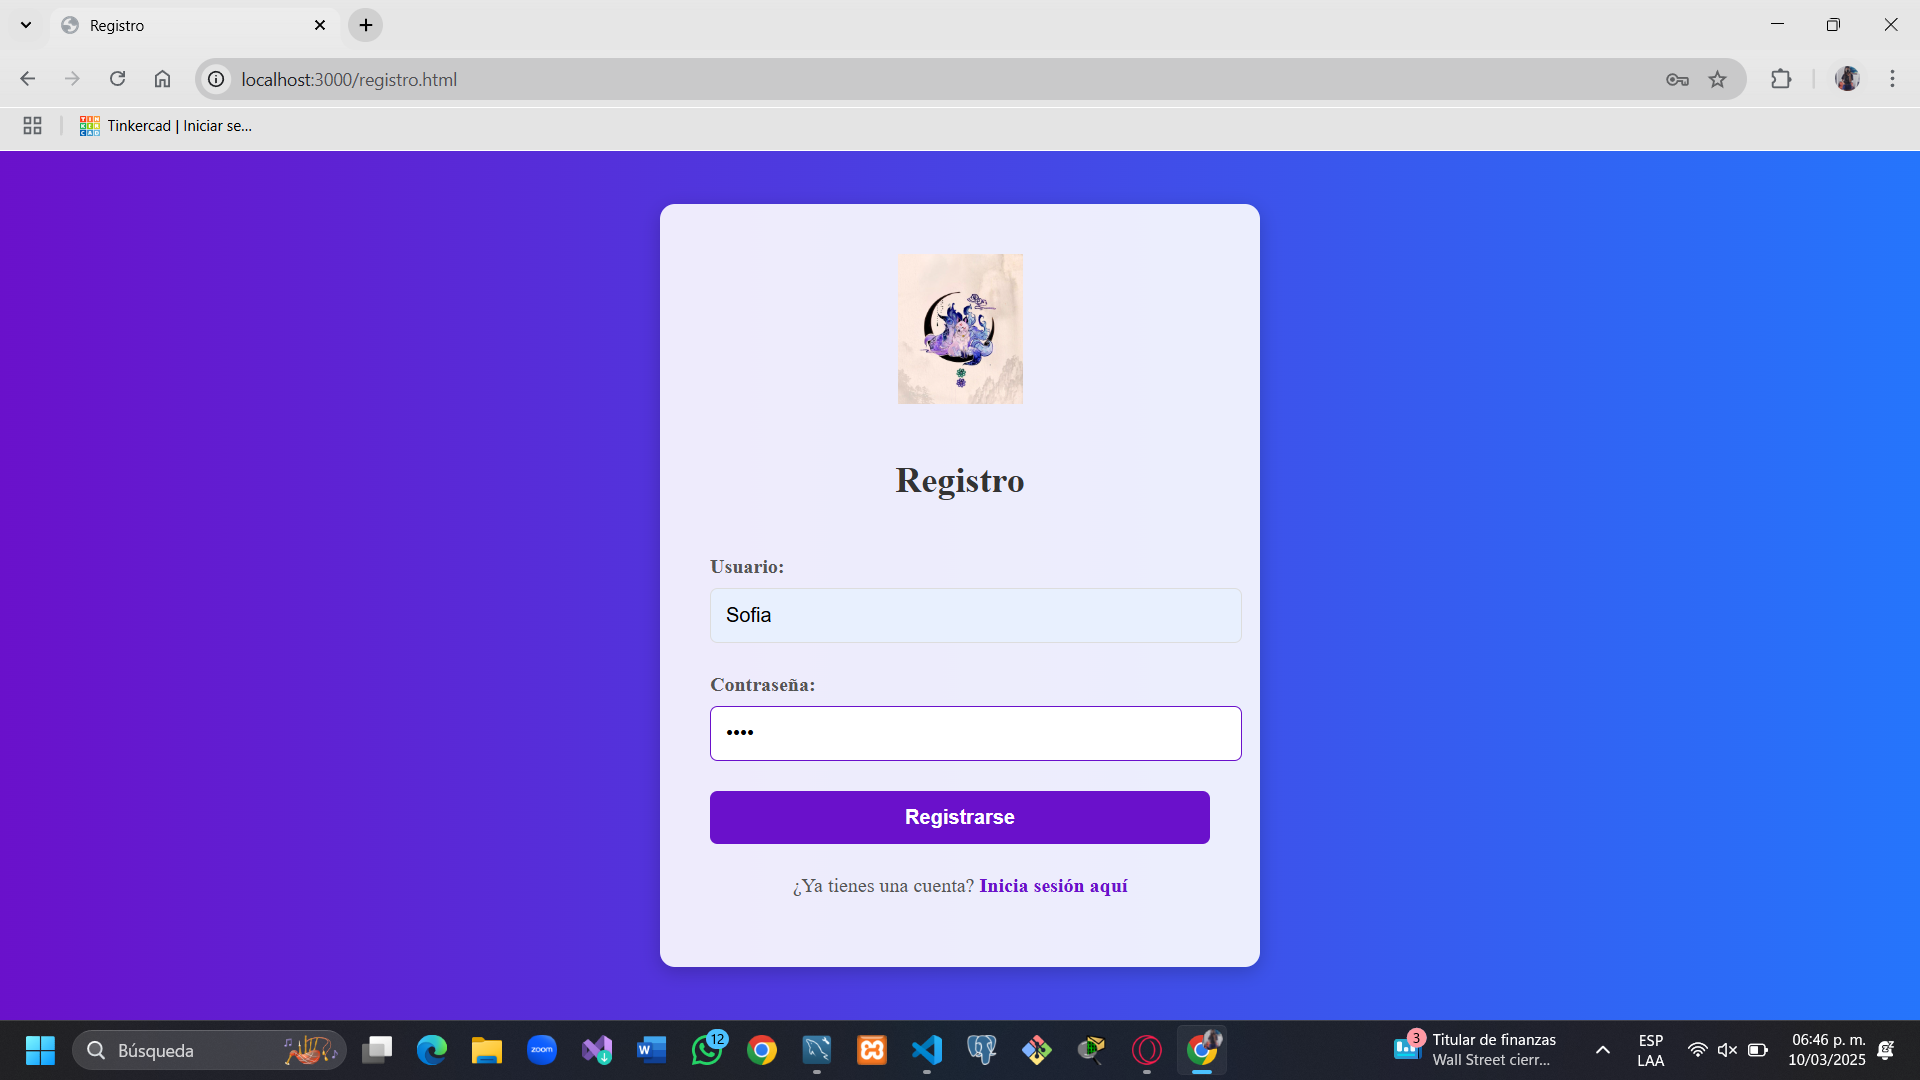 Registro
localhost:3000/registro.html
Tinkercad | Iniciar se...
Registro
Usuario:
Sofia
Contraseña:
••••
Registrarse
¿Ya tienes una cuenta? Inicia sesión aquí
Búsqueda
zoom
12
3
Titular de finanzas
Wall Street cierr...
ESP
LAA
06:46 p. m.
10/03/2025